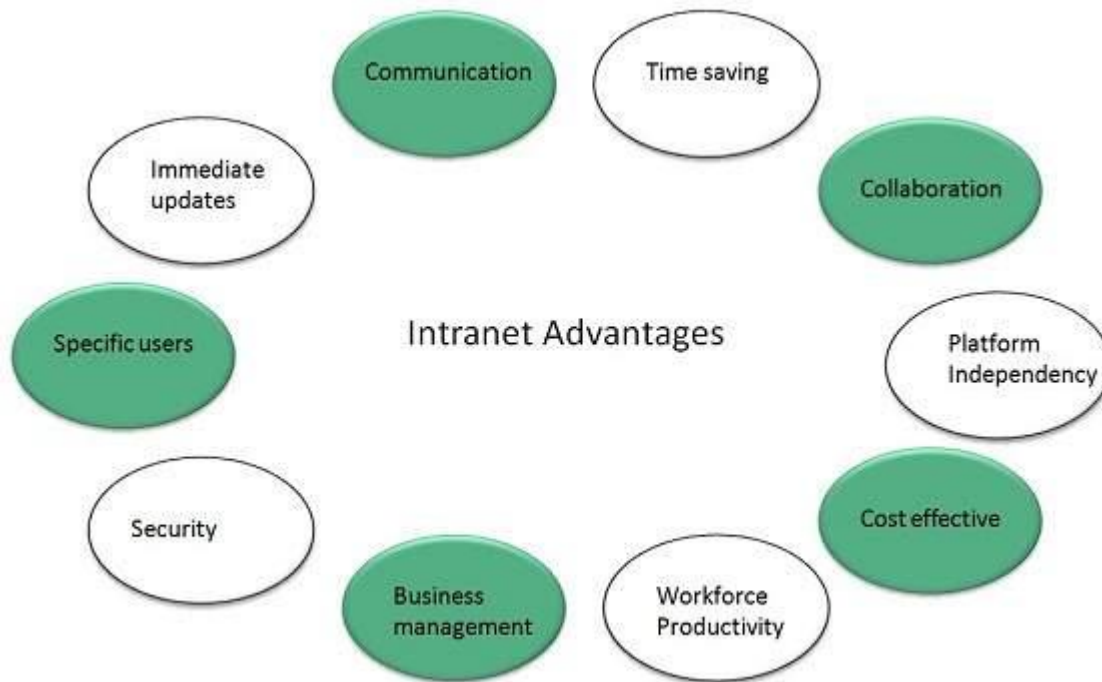 Communication
Time saving
Immediate
updates
Collaboration
Specific users
Intranet Advantages
Platform
Independency
Security
Cost effective
Business
management
Workforce
Productivity